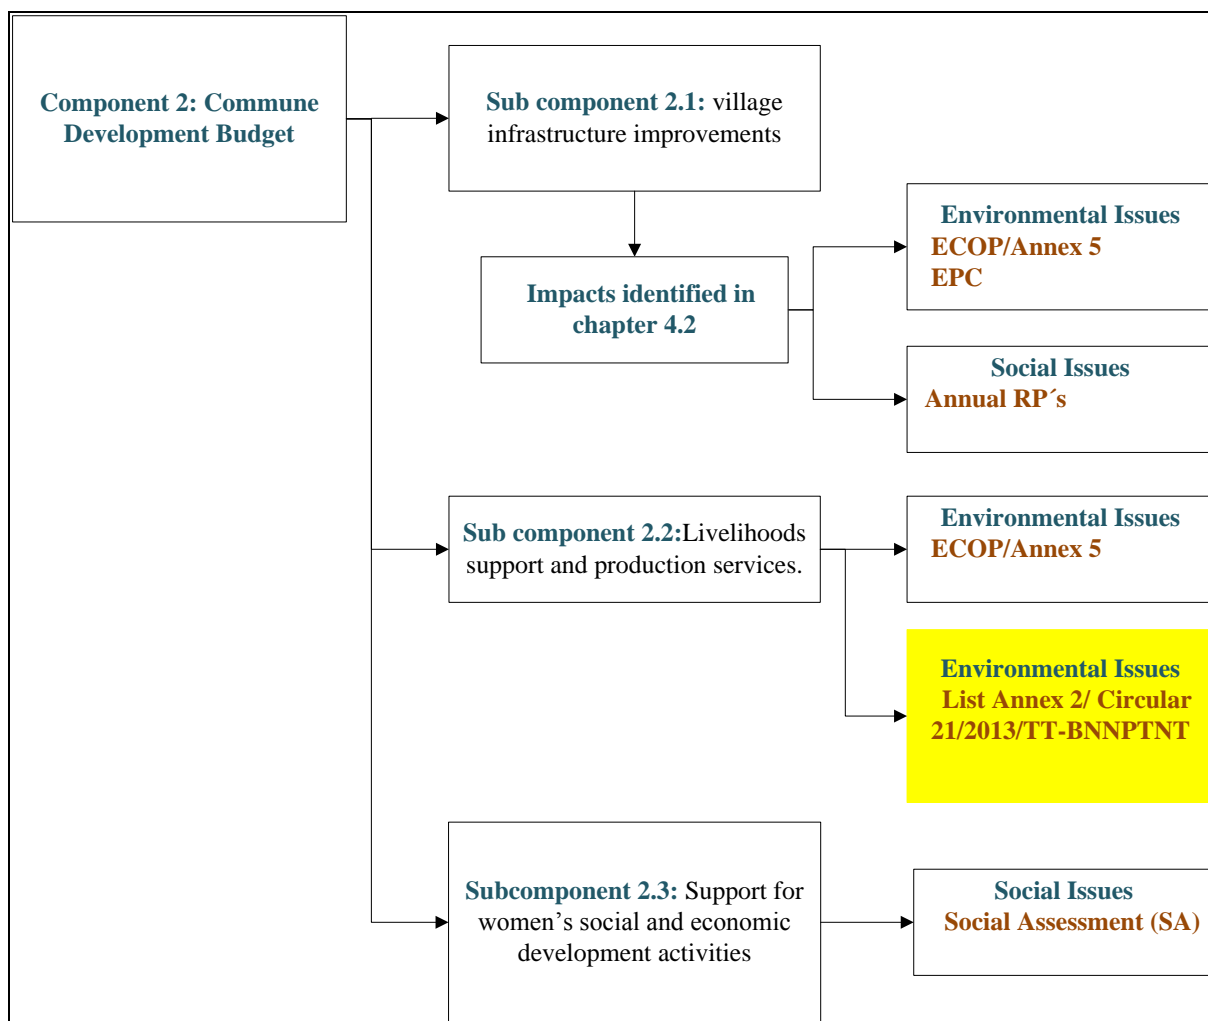 Component 2: Commune
Development Budget
Sub component 2.1: village
infrastructure improvements
Impacts identified in
chapter 4.2
Environmental Issues
ECOP/Annex 5
EPC
Social Issues
Annual RP´s
Sub component 2.2:Livelihoods
support and production services.
Environmental Issues
ECOP/Annex 5
Environmental Issues
List Annex 2/ Circular
21/2013/TT-BNNPTNT
Subcomponent 2.3: Support for
women’s social and economic
development activities
Social Issues
Social Assessment (SA)